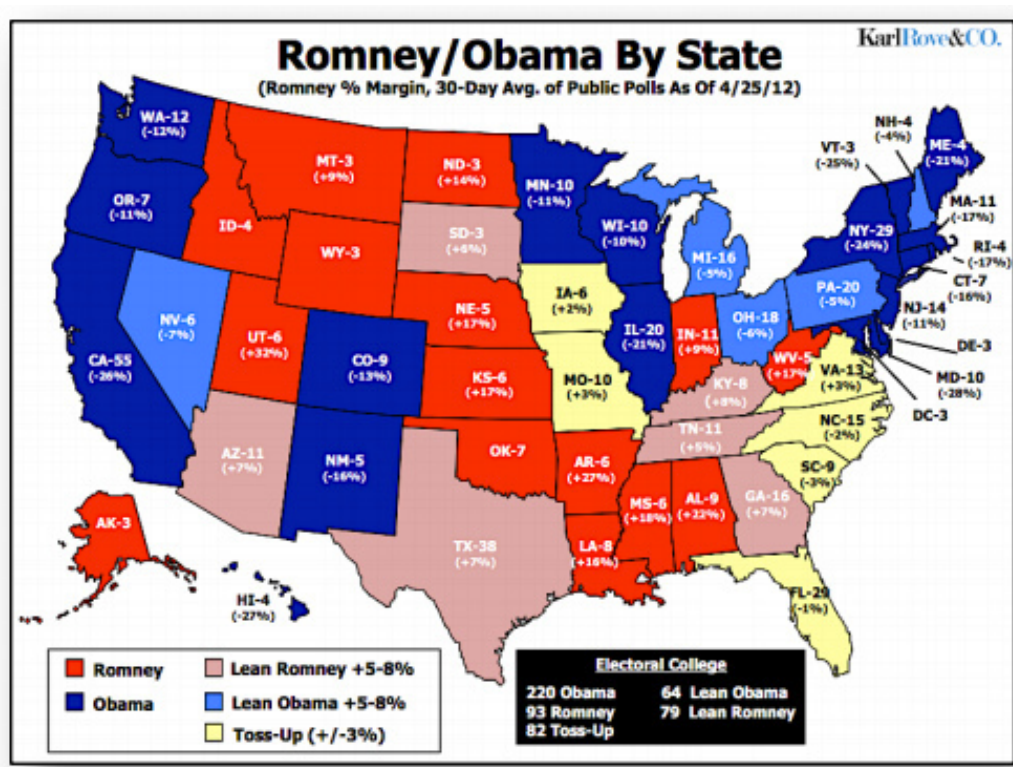 Romney/Obama By State
KarlRove&CO.
(Romney % Margin, 30-Day Avg. of Public Polls As Of 4/25/12)
WA-12
(-12%)
OR-7
(-11%)
CA-55
(-26%)
NV-6
(-7%)
ID-4
MT-3
(+9%)
WY-3
UT-6
(+32%)
CO-9
(-13%)
AZ-11
(+7%)
NM-5
(-16%)
ND-3
(+14%)
SD-3
(+6%)
NE-5
(+17%)
KS-6
(+17%)
OK-7
TX-38
(+7%)
MN-10
(-11%)
IA-6
(+2%)
MO-10
(+3%)
AR-6
(+27%)
LA-8
(+16%)
WI-10
(-10%)
IL-20
(-21%)
MS-6
(+18%)
MI-16
(-5%)
IN-11
(+9%)
OH-18
(-6%)
KY-8
(+8%)
TN-11
(+5%)
AL-9
(+22%)
GA-16
(+7%)
FL-29
(-1%)
SC-9
(-3%)
NC-15
(-2%)
VA-13
(+3%)
WV-5
(+17%)
PA-20
(-5%)
NY-29
(-24%)
VT-3
(-25%)
NH-4
(-4%)
ME-4
(-21%)
MA-11
(-17%)
RI-4
(-17%)
CT-7
(-16%)
NJ-14
(-11%)
DE-3
MD-10
(-28%)
DC-3
AK-3
HI-4
(-27%)
Romney
Obama
Lean Romney +5-8%
Lean Obama +5-8%
Toss-Up (+/-3%)
Electoral College
220 Obama 64 Lean Obama
93 Romney 79 Lean Romney
82 Toss-Up